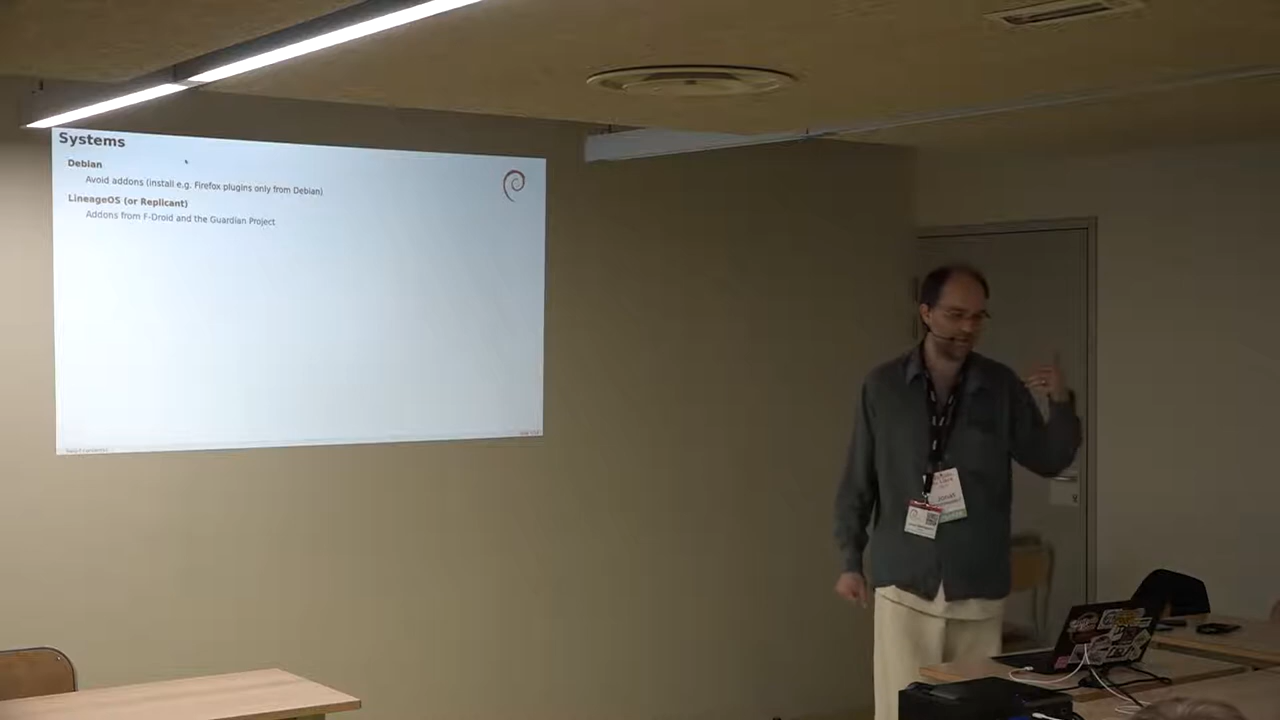 Systems
Debian
Avoid addons (install e.g. Firefox plugins only from Debian)
LineageOS (or Replicant)
Addons from F-Droid and the Guardian Project
Jonas